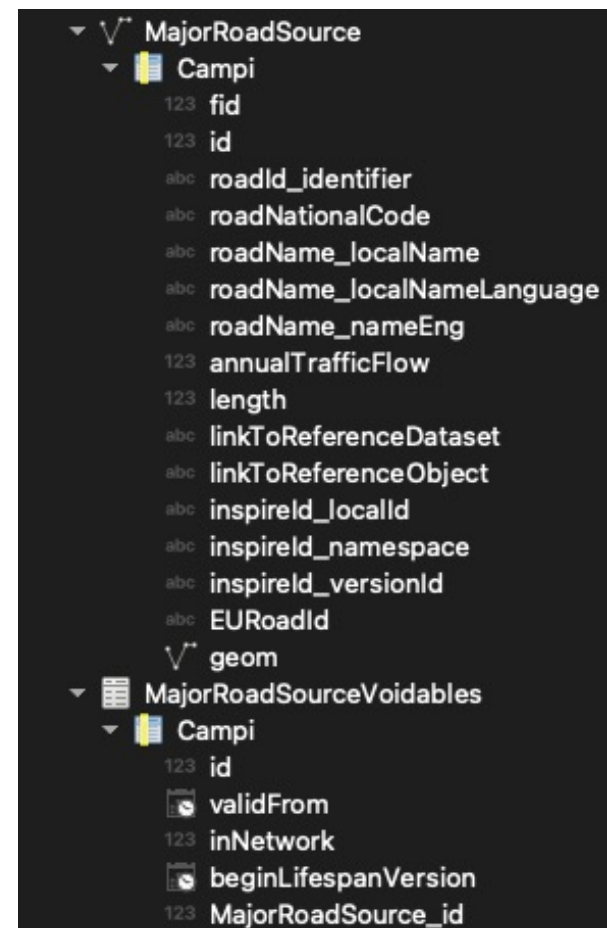 MajorRoadSource
Campi
123 fid
123 id
abc roadId_identifier
abc roadNationalCode
abc roadName_localName
abc roadName_localNameLanguage
abc roadName_nameEng
123 annualTrafficFlow
123 length
abc linkToReferenceDataset
abc linkToReferenceObject
abc inspireId_localId
abc inspireId_namespace
abc inspireId_versionId
abc EURoadId
geom
MajorRoadSourceVoidables
Campi
123 id
validFrom
123 inNetwork
beginLifespanVersion
123 MajorRoadSource_id